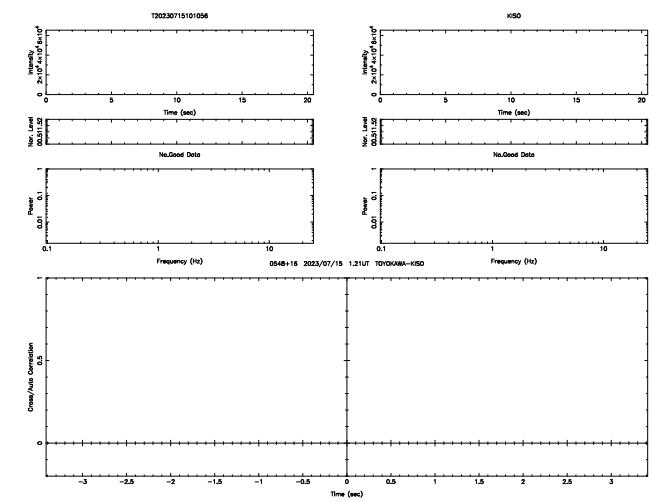 T20230715101056
KISO
Intensity
0 2×10⁴ 4×10⁴ 6×10⁴
0 5 10 15 20
Time (sec)
Intensity
0 2×10⁴ 4×10⁴ 6×10⁴
0 5 10 15 20
Time (sec)
Nor. Level
00.511.52
No.Good Data
Nor. Level
00.511.52
No.Good Data
Power
1
0.1
0.01
0.1 1 10
Frequency (Hz)
Power
1
0.1
0.01
0.1 1 10
Frequency (Hz)
0548+16 2023/07/15 1.21UT TOYOKAWA-KISO
Cross/Auto Correlation
1
0.5
0
-3 -2.5 -2 -1.5 -1 -0.5 0 0.5 1 1.5 2 2.5 3
Time (sec)